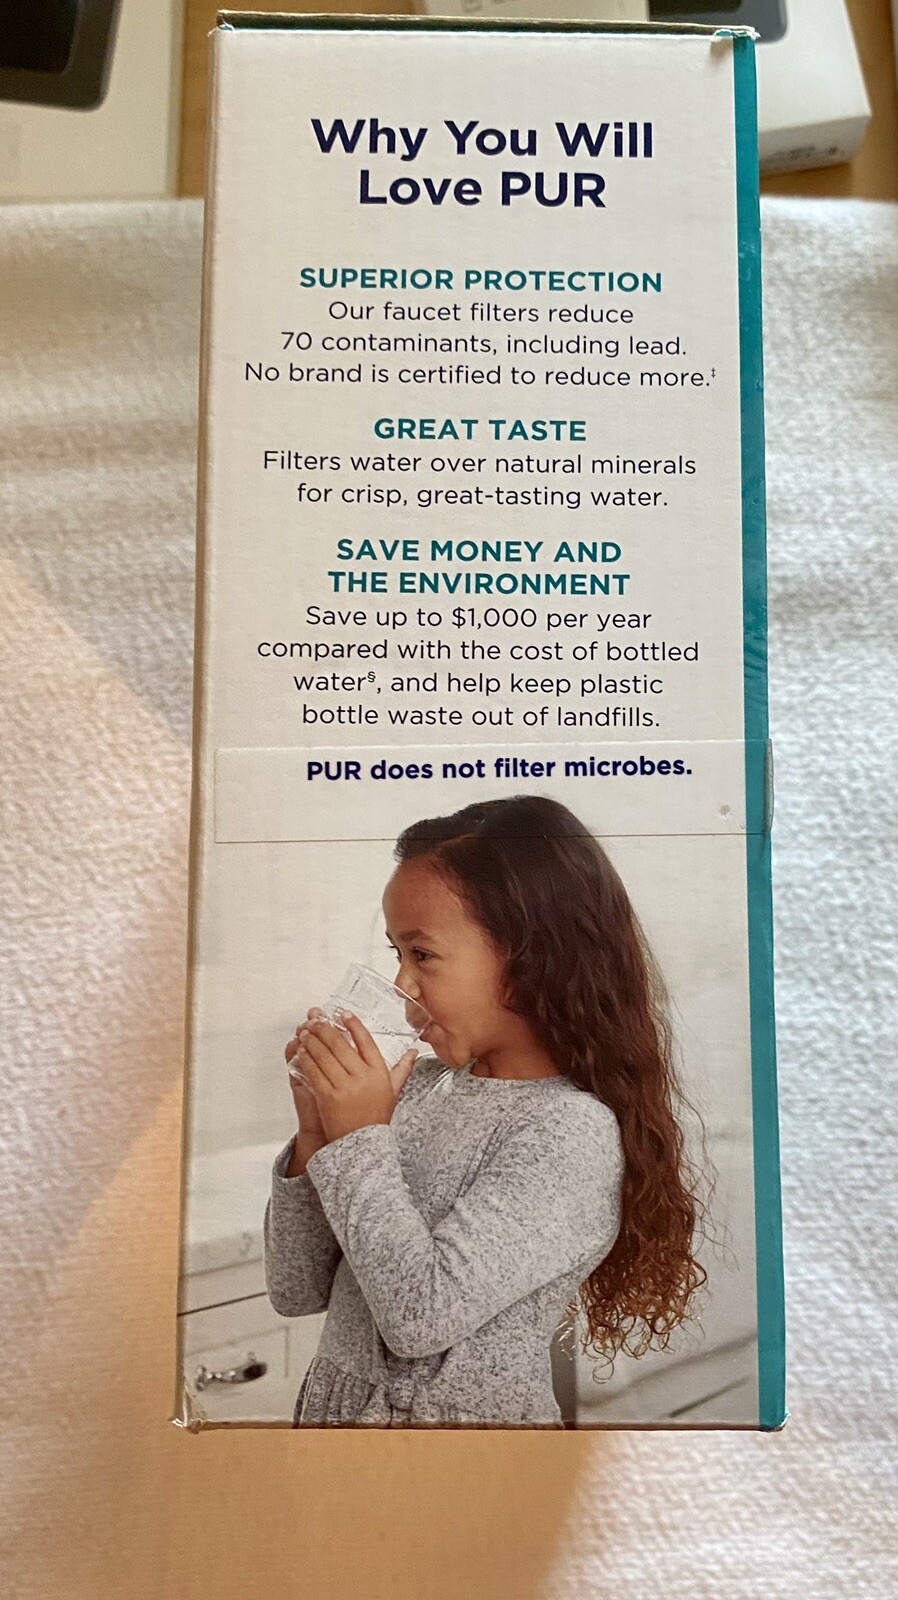 Why You Will
Love PUR
SUPERIOR PROTECTION
Our faucet filters reduce
70 contaminants, including lead.
No brand is certified to reduce more.‡
GREAT TASTE
Filters water over natural minerals
for crisp, great-tasting water.
SAVE MONEY AND
THE ENVIRONMENT
Save up to $1,000 per year
compared with the cost of bottled
water§, and help keep plastic
bottle waste out of landfills.
PUR does not filter microbes.